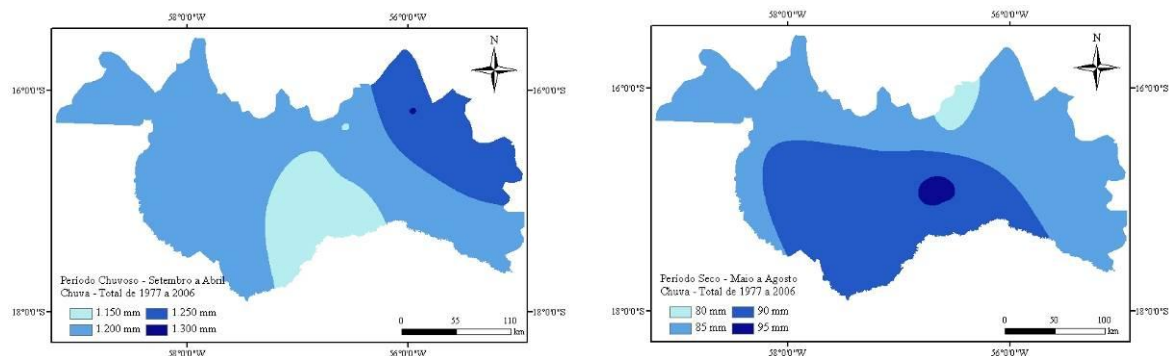 58°0'0"W 56°0'0"W
N
16°0'0"S 16°0'0"S
Período Chuvoso - Setembro a Abril
Chuva - Total de 1977 a 2006
1.150 mm 1.250 mm
1.200 mm 1.300 mm
0 55 110
km
18°0'0"S 18°0'0"S
58°0'0"W 56°0'0"W
58°0'0"W 56°0'0"W
N
16°0'0"S 16°0'0"S
Período Seco - Maio a Agosto
Chuva - Total de 1977 a 2006
80 mm 90 mm
85 mm 95 mm
0 50 100
km
18°0'0"S 18°0'0"S
58°0'0"W 56°0'0"W